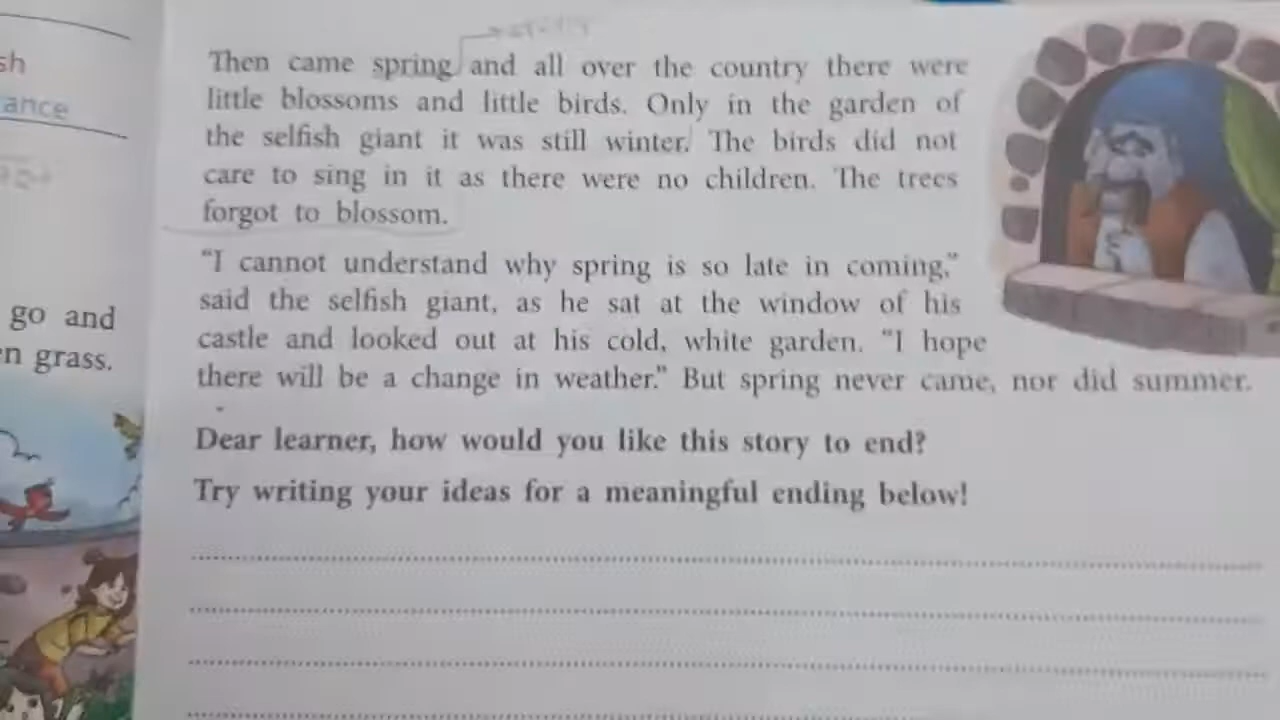 sh
ance
go and
en grass.
Then came spring and all over the country there were
little blossoms and little birds. Only in the garden of
the selfish giant it was still winter. The birds did not
care to sing in it as there were no children. The trees
forgot to blossom.
“I cannot understand why spring is so late in coming,”
said the selfish giant, as he sat at the window of his
castle and looked out at his cold, white garden. “I hope
there will be a change in weather.” But spring never came, nor did summer.
Dear learner, how would you like this story to end?
Try writing your ideas for a meaningful ending below!